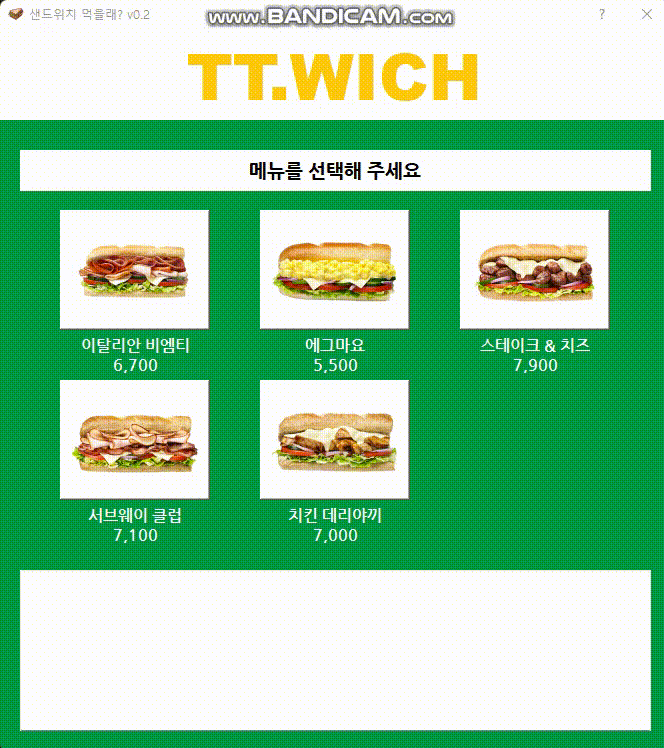 샌드위치 먹을래? v0.2
www.BANDICAM.com
?
TT.WICH
메뉴를 선택해 주세요
이탈리안 비엠티
6,700
에그마요
5,500
스테이크 & 치즈
7,900
서브웨이 클럽
7,100
치킨 데리야끼
7,000